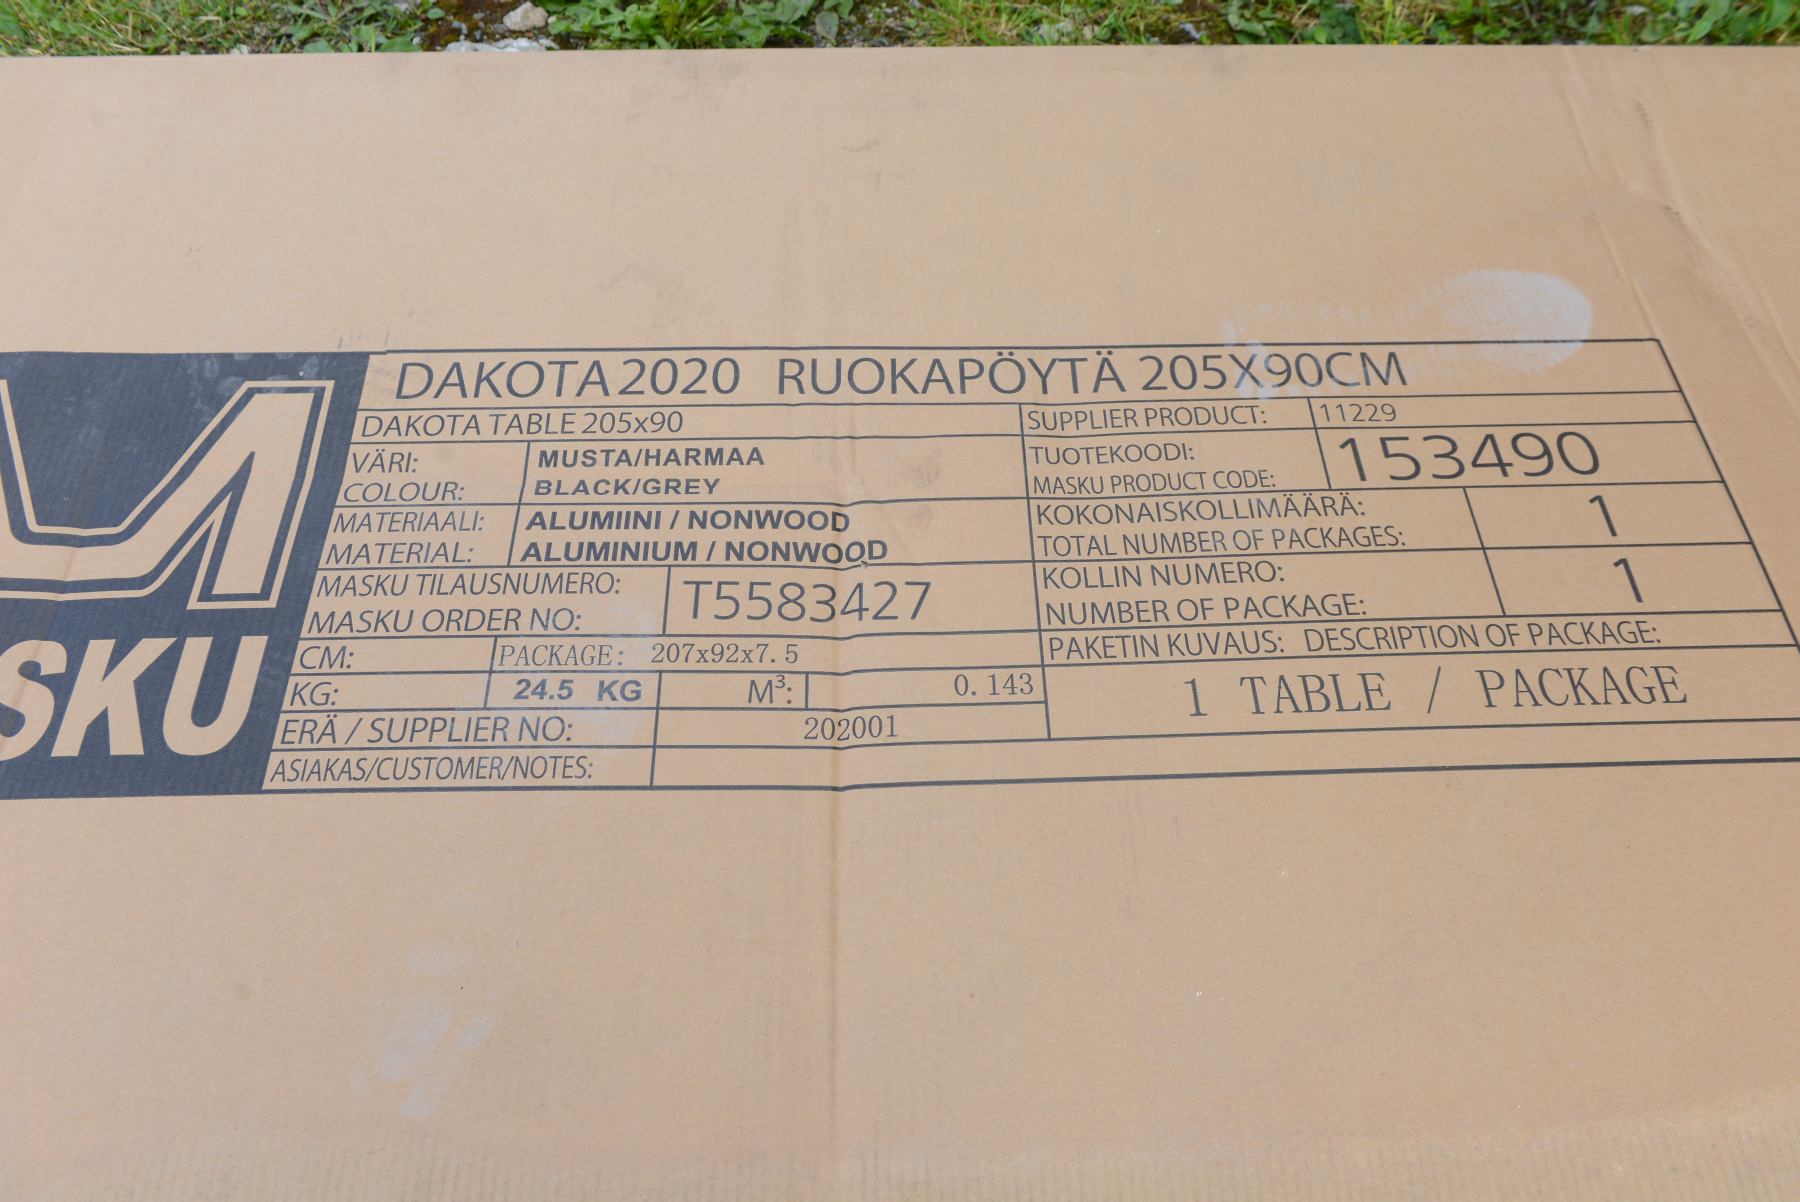 DAKOTA 2020 RUOKAPÖYTÄ 205X90CM
DAKOTA TABLE 205x90
SUPPLIER PRODUCT: 11229
VÄRI: MUSTA/HARMAA
COLOUR: BLACK/GREY
TUOTEKOODI:
MASKU PRODUCT CODE: 153490
MATERIAALI: ALUMIINI / NONWOOD
MATERIAL: ALUMINIUM / NONWOOD
KOKONAISKOLLIMÄÄRÄ:
TOTAL NUMBER OF PACKAGES: 1
MASKU TILAUSNUMERO:
MASKU ORDER NO: T5583427
KOLLIN NUMERO:
NUMBER OF PACKAGE: 1
CM: PACKAGE: 207x92x7.5
PAKETIN KUVAUS: DESCRIPTION OF PACKAGE:
KG: 24.5 KG M³: 0.143
1 TABLE / PACKAGE
ERÄ / SUPPLIER NO: 202001
ASIAKAS/CUSTOMER/NOTES:
SKU